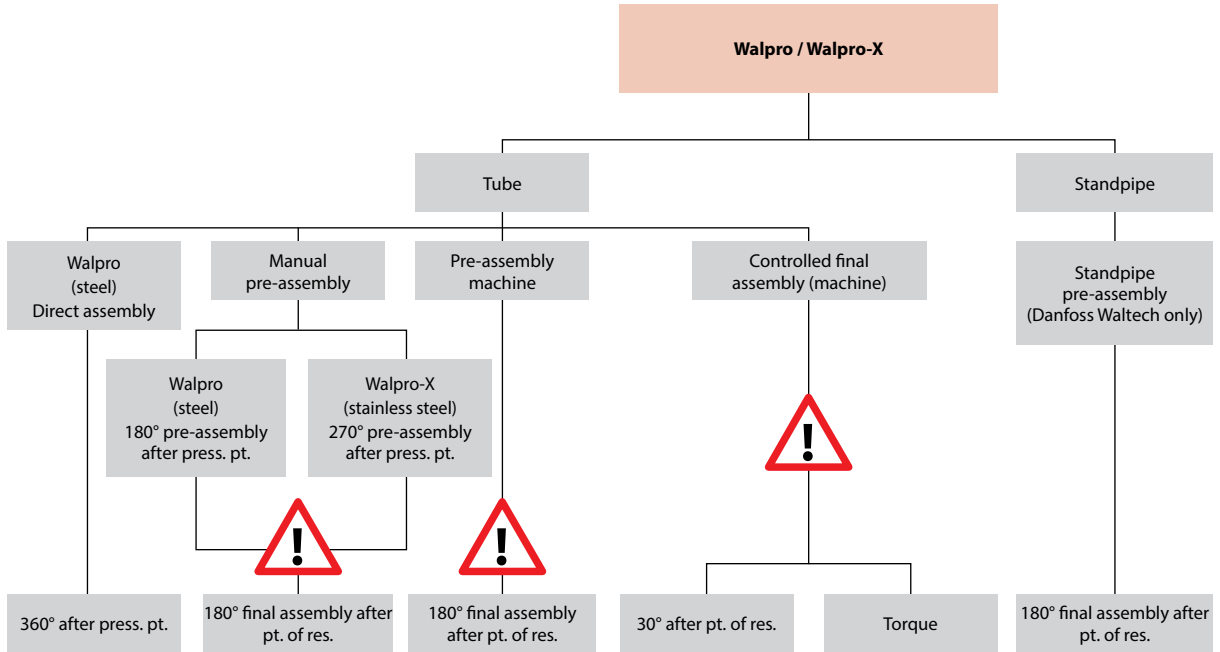 Walpro / Walpro-X
Tube
Standpipe
Walpro
(steel)
Direct assembly
Manual
pre-assembly
Pre-assembly
machine
Controlled final
assembly (machine)
Standpipe
pre-assembly
(Danfoss Waltech only)
Walpro
(steel)
180° pre-assembly
after press. pt.
Walpro-X
(stainless steel)
270° pre-assembly
after press. pt.
!
!
!
360° after press. pt.
180° final assembly after
pt. of res.
180° final assembly
after pt. of res.
30° after pt. of res.
Torque
180° final assembly after
pt. of res.